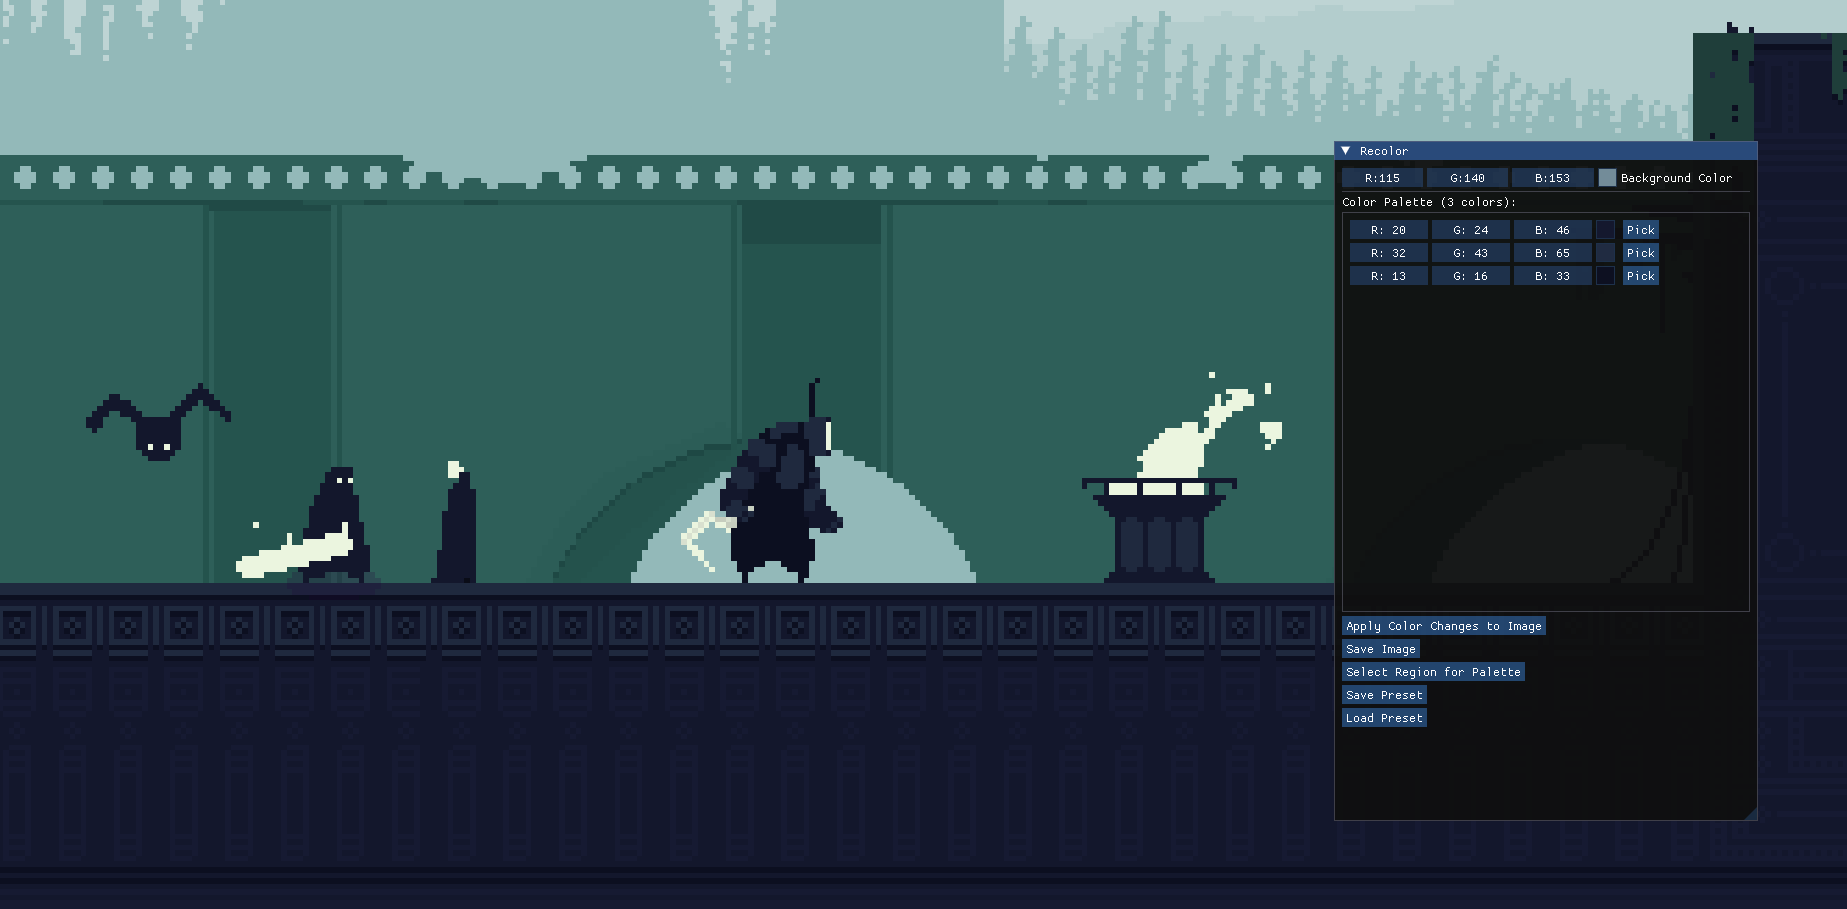 ▼ Recolor
R:115 G:140 B:153 Background Color
Color Palette (3 colors):
R: 20 G: 24 B: 46 Pick
R: 32 G: 43 B: 65 Pick
R: 13 G: 16 B: 33 Pick
Apply Color Changes to Image
Save Image
Select Region for Palette
Save Preset
Load Preset